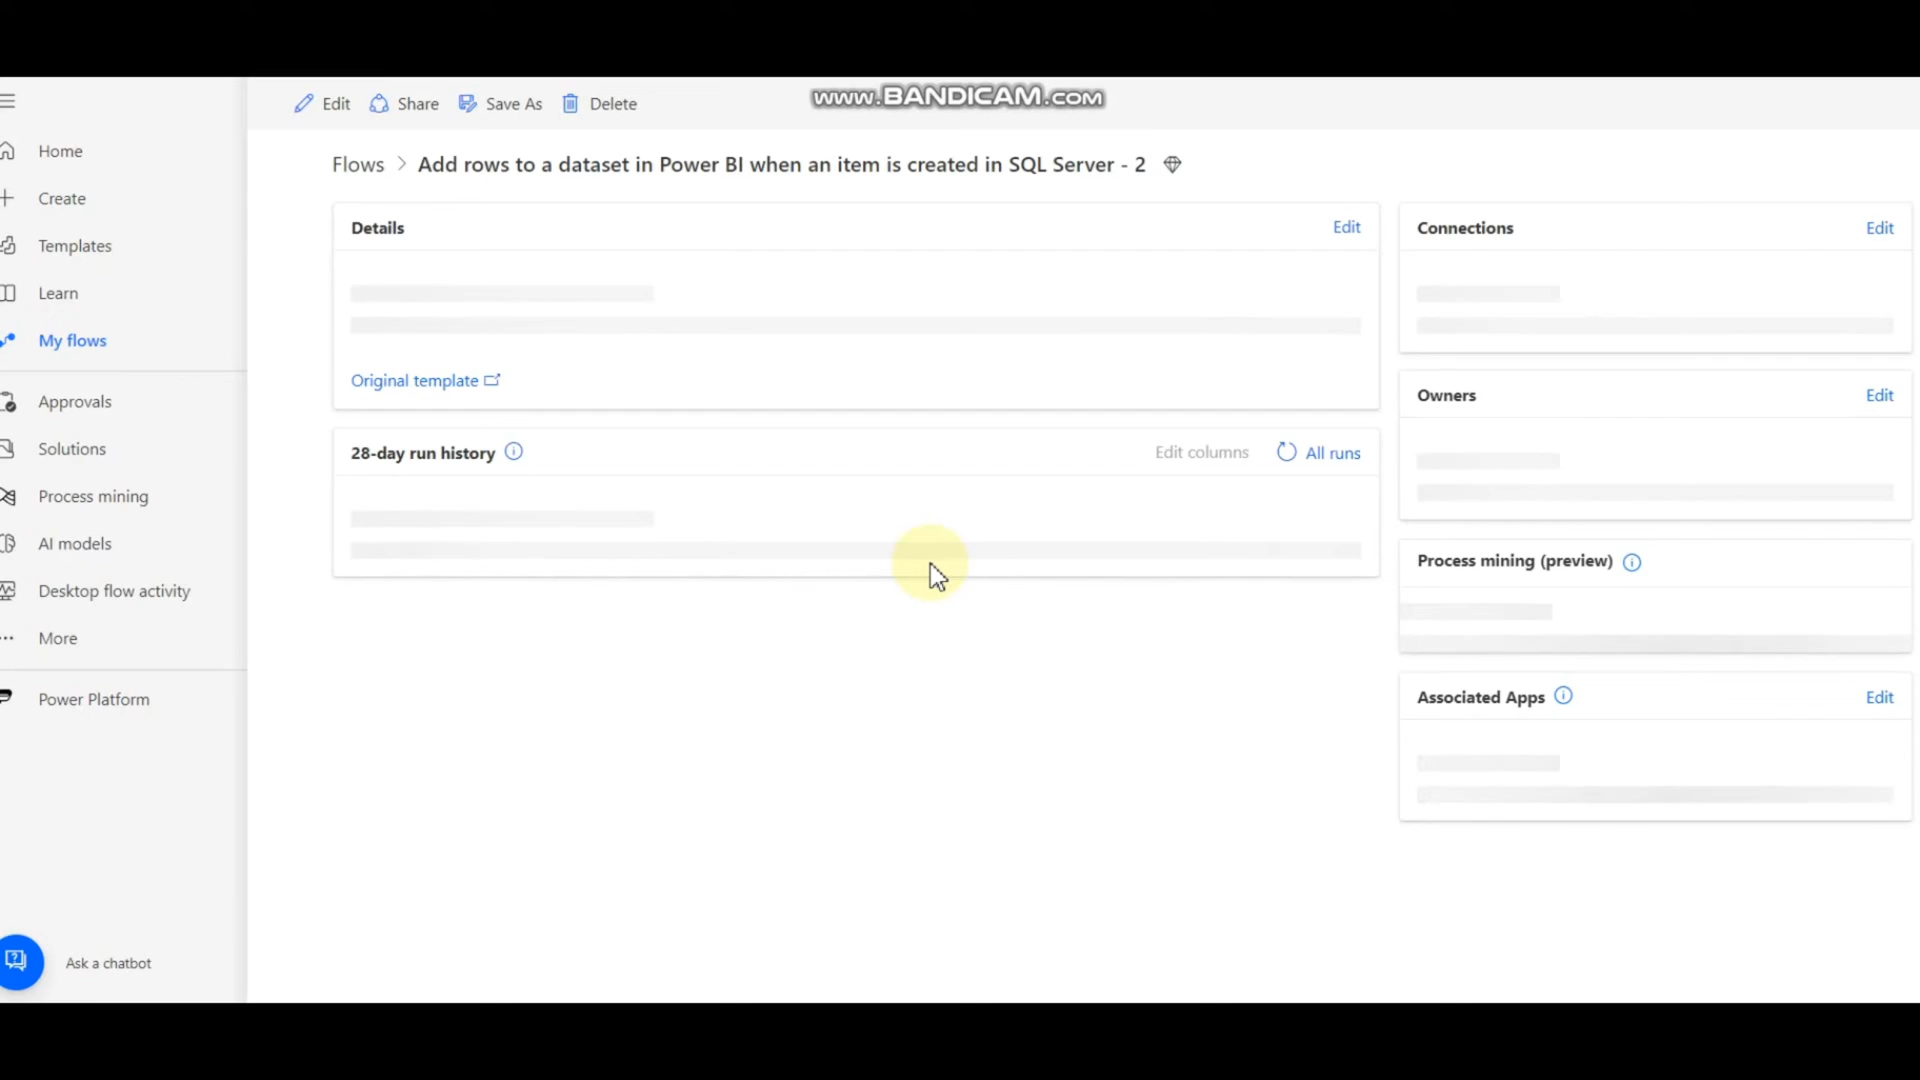 www.BANDICAM.com
Edit Share Save As Delete
Home
Create
Templates
Learn
My flows
Approvals
Solutions
Process mining
AI models
Desktop flow activity
More
Power Platform
Ask a chatbot
Flows > Add rows to a dataset in Power BI when an item is created in SQL Server - 2
Details Edit
Original template
28-day run history Edit columns All runs
Connections Edit
Owners Edit
Process mining (preview)
Associated Apps Edit